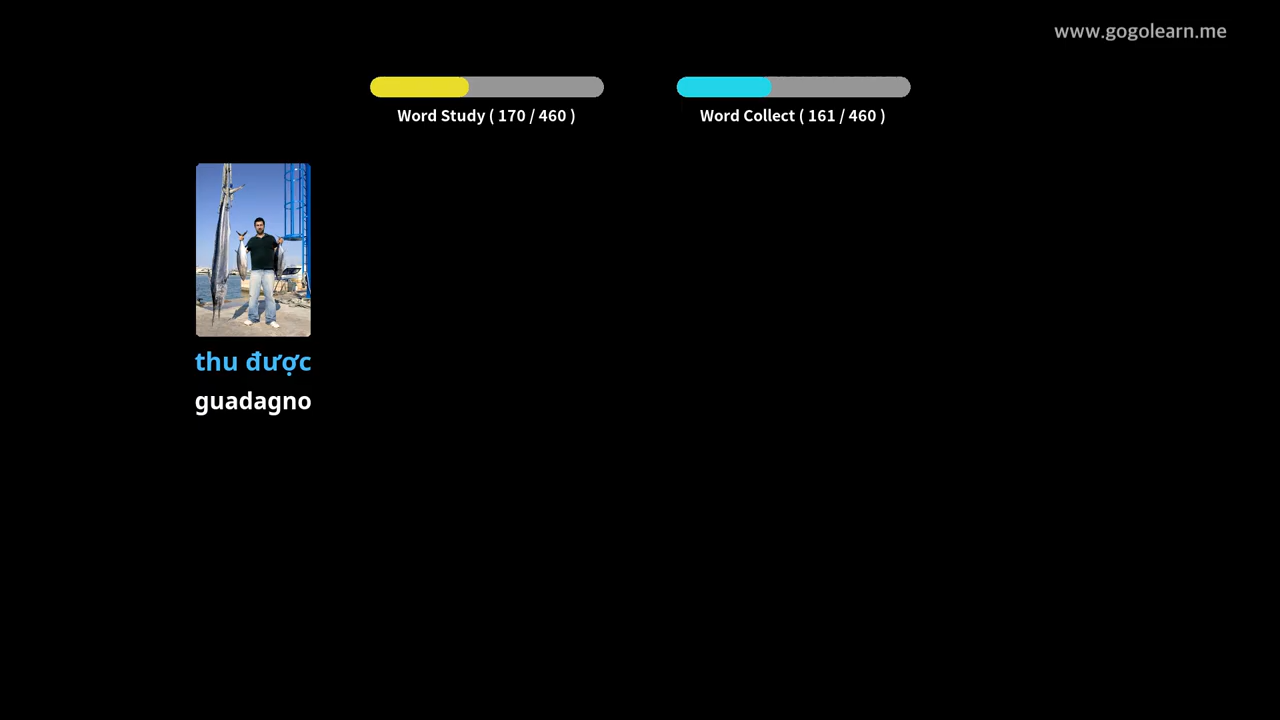 www.gogolearn.me
Word Study ( 170 / 460 )
Word Collect ( 161 / 460 )
thu được
guadagno